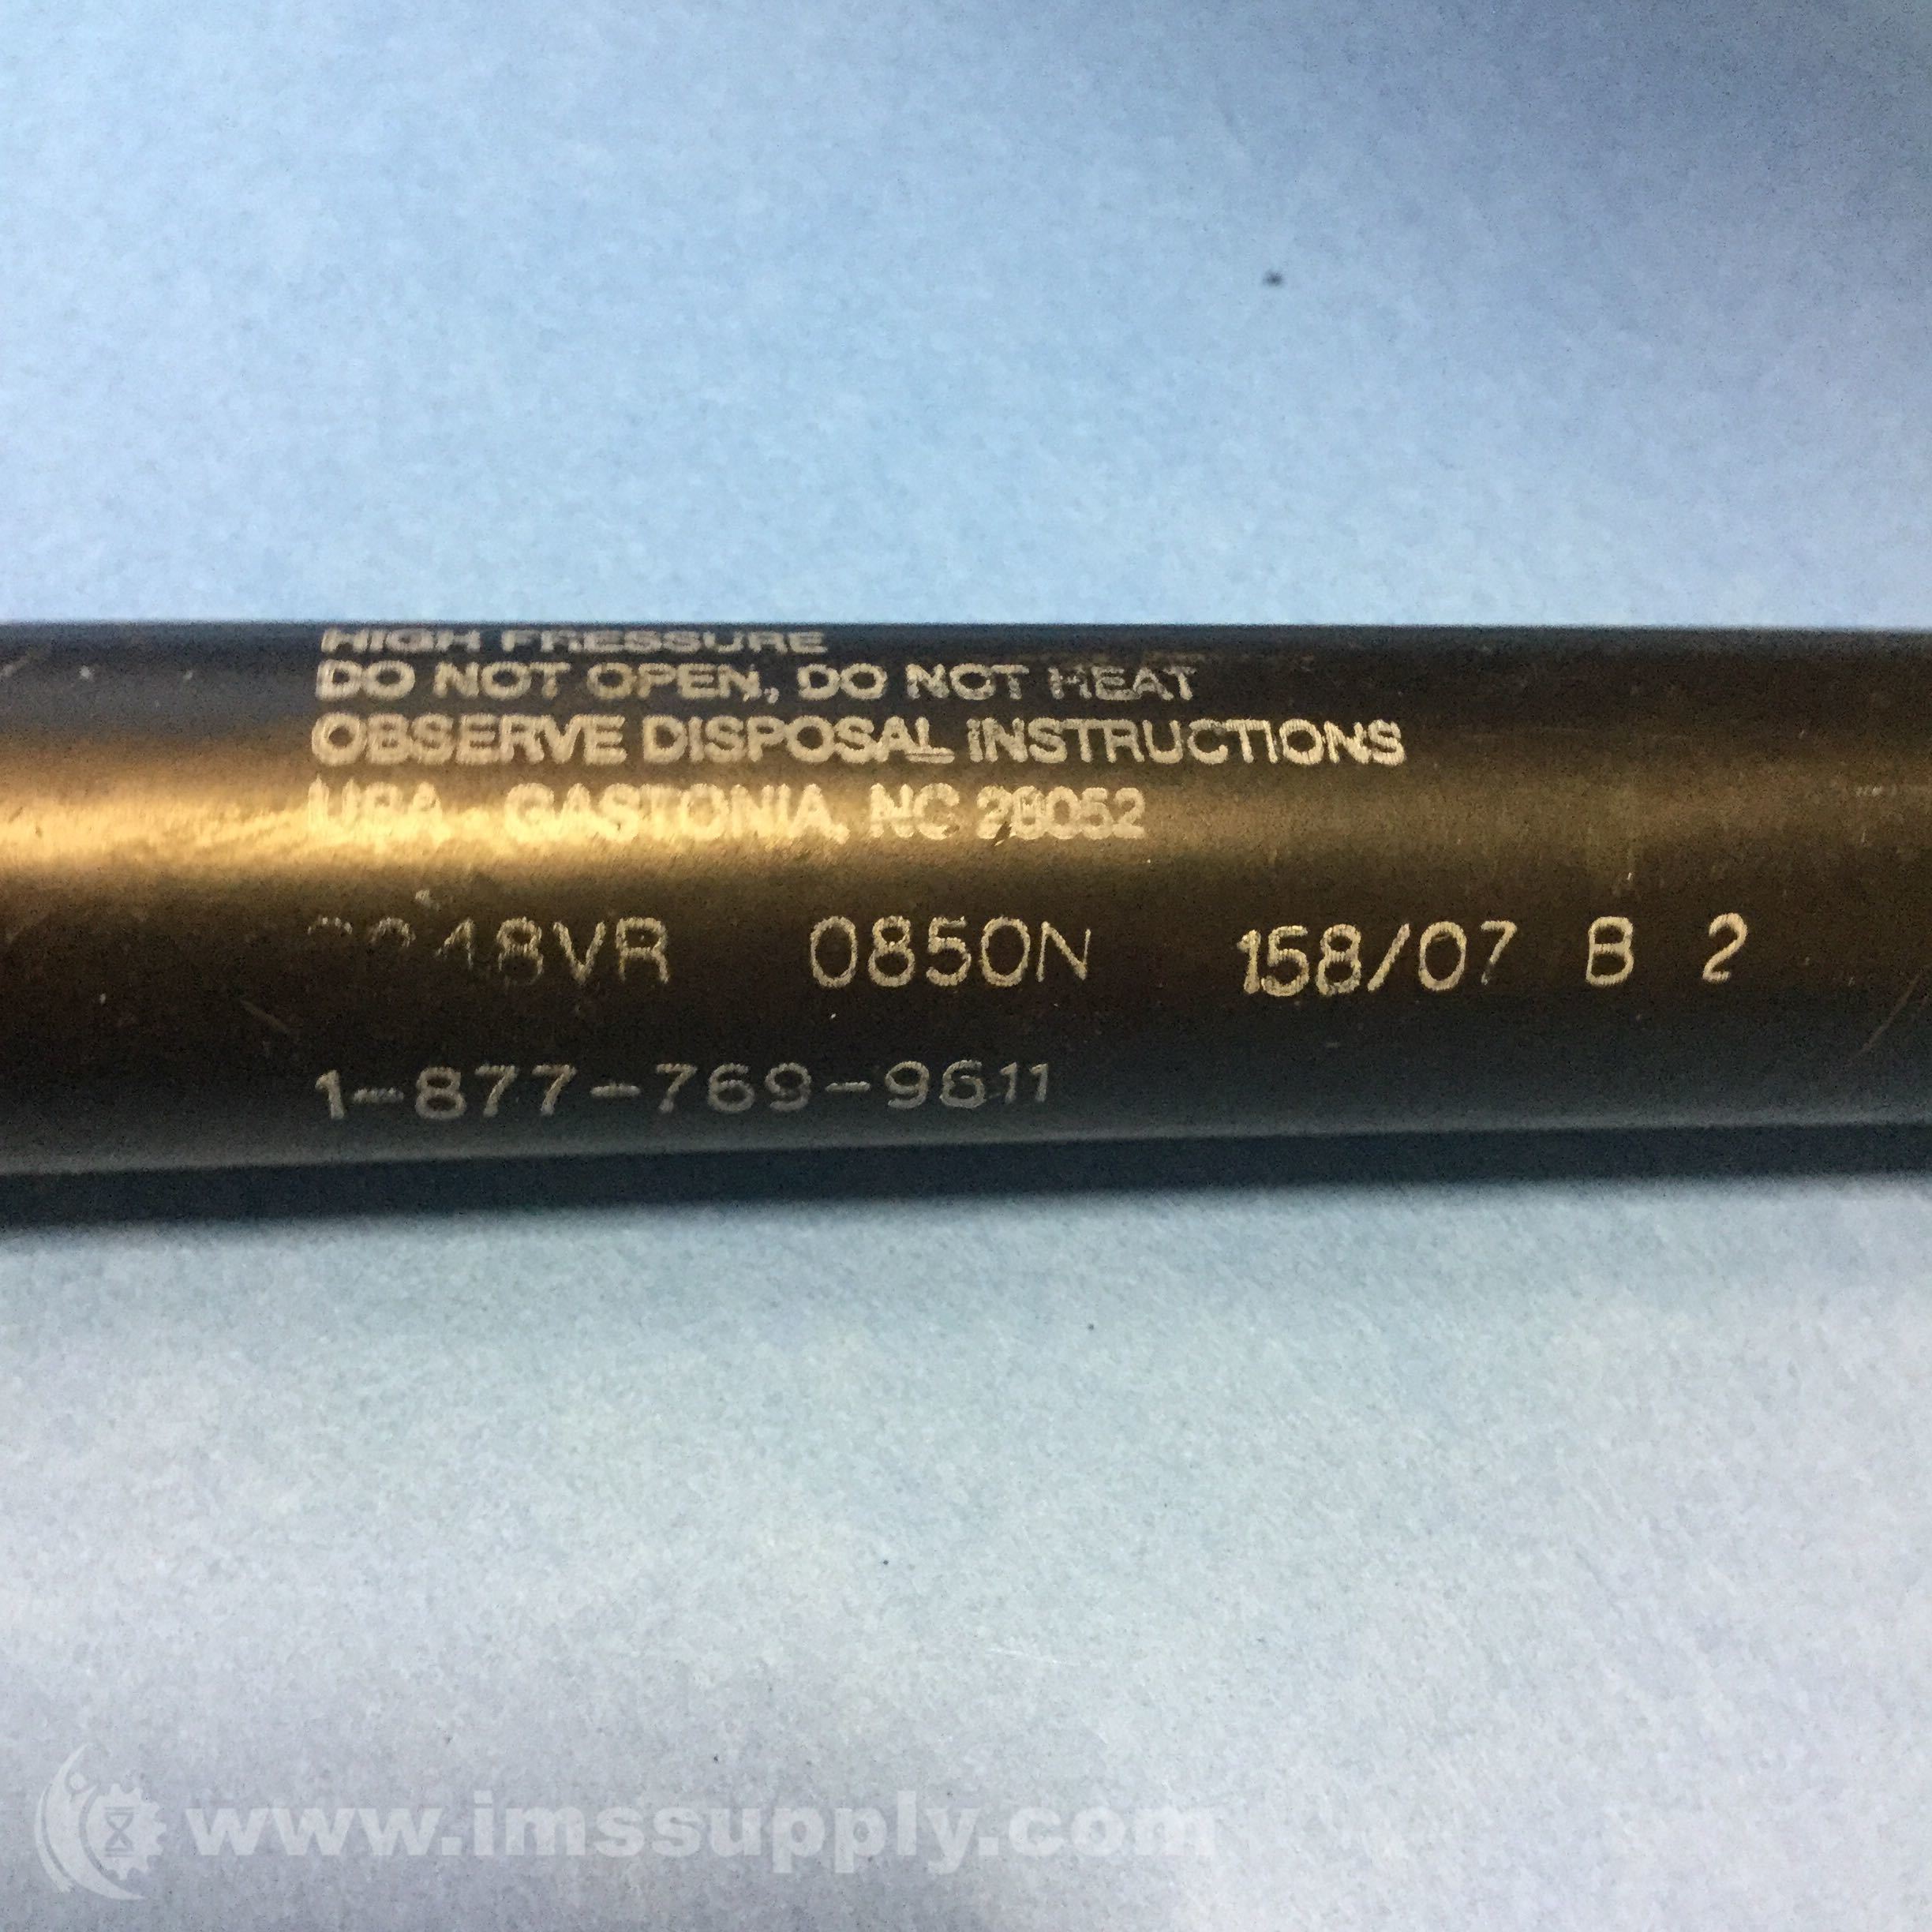 HIGH PRESSURE
DO NOT OPEN, DO NOT HEAT
OBSERVE DISPOSAL INSTRUCTIONS
USA - GASTONIA, NC 28052
0850N 158/07 B 2
1-877-769-9611
www.imssupply.com